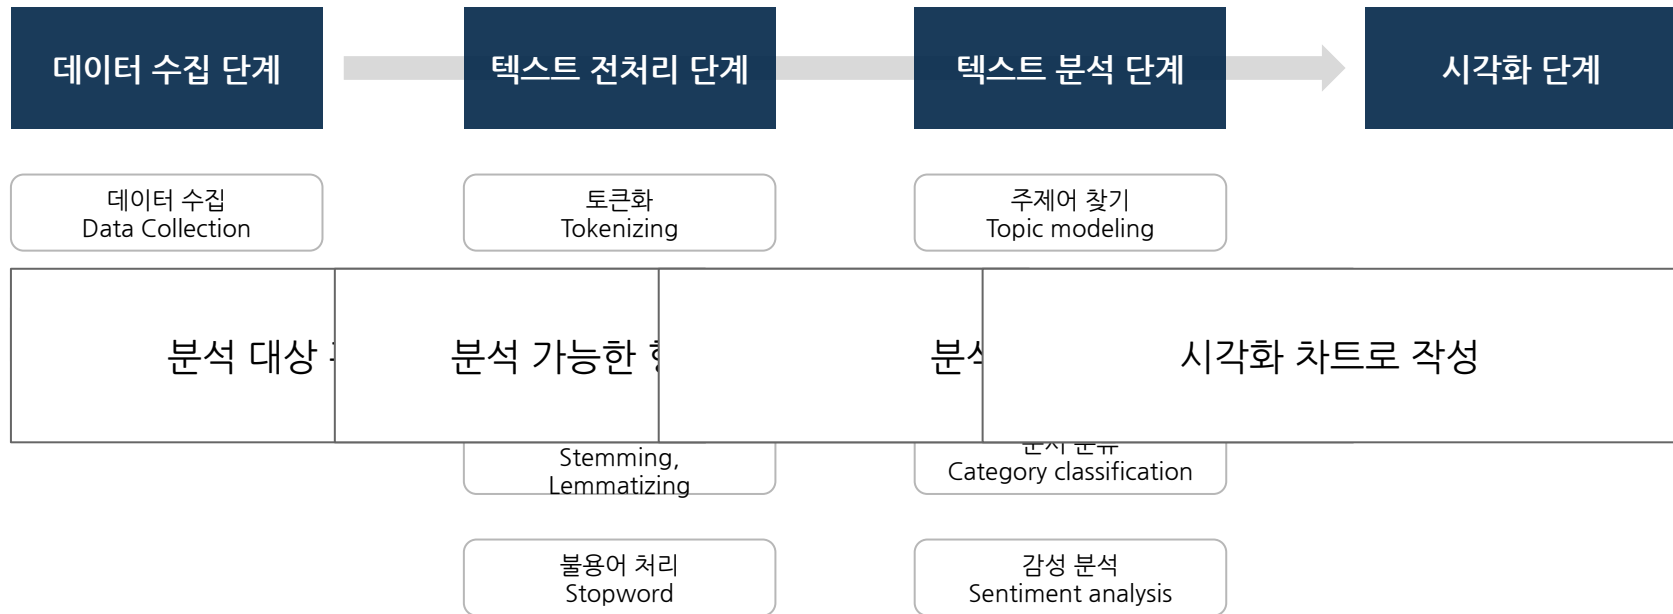 데이터 수집 단계
텍스트 전처리 단계
텍스트 분석 단계
시각화 단계
데이터 수집
Data Collection
토큰화
Tokenizing
주제어 찾기
Topic modeling
분석 대상
분석 가능한
시각화 차트로 작성
Stemming,
Lemmatizing
Category classification
불용어 처리
Stopword
감성 분석
Sentiment analysis